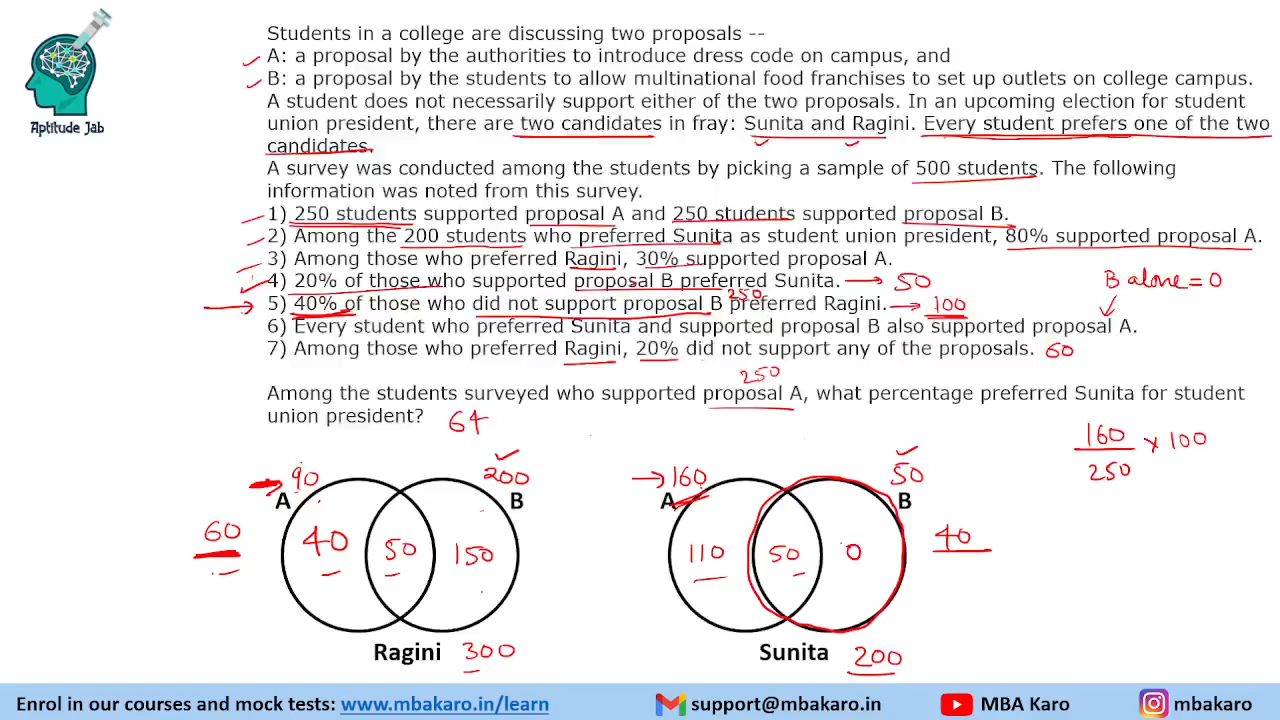 Students in a college are discussing two proposals --
A: a proposal by the authorities to introduce dress code on campus, and
B: a proposal by the students to allow multinational food franchises to set up outlets on college campus.
A student does not necessarily support either of the two proposals. In an upcoming election for student
union president, there are two candidates in fray: Sunita and Ragini. Every student prefers one of the two
candidates.
Aptitude Jab
A survey was conducted among the students by picking a sample of 500 students. The following
information was noted from this survey.
1) 250 students supported proposal A and 250 students supported proposal B.
2) Among the 200 students who preferred Sunita as student union president, 80% supported proposal A.
3) Among those who preferred Ragini, 30% supported proposal A.
4) 20% of those who supported proposal B preferred Sunita. → 50
B alone = 0
250
5) 40% of those who did not support proposal B preferred Ragini. → 100
6) Every student who preferred Sunita and supported proposal B also supported proposal A.
7) Among those who preferred Ragini, 20% did not support any of the proposals. 60
250
Among the students surveyed who supported proposal A, what percentage preferred Sunita for student
union president? 64
160 × 100
250
90 200 → 160 50
A B A B
60 40 50 150 110 50 0 40
Ragini 300 Sunita 200
Enrol in our courses and mock tests: www.mbakaro.in/learn support@mbakaro.in MBA Karo mbakaro